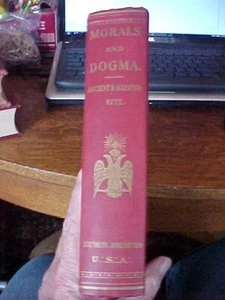 MORALS
AND
DOGMA.
ANCIENT & ACCEPTED
RITE.
SOUTHERN JURISDICTION
U∴S∴A∴